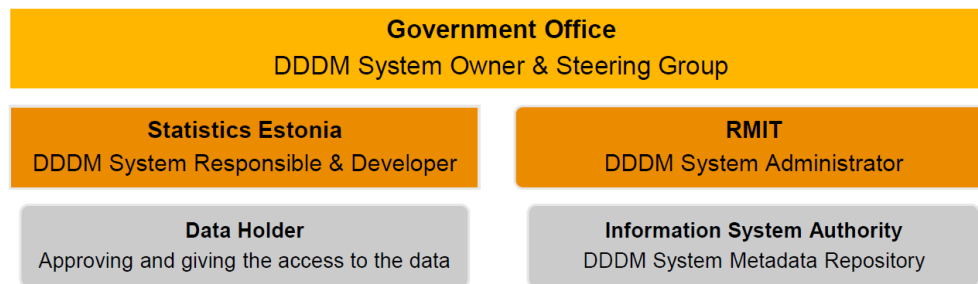 Government Office
DDDM System Owner & Steering Group
Statistics Estonia
DDDM System Responsible & Developer
RMIT
DDDM System Administrator
Data Holder
Approving and giving the access to the data
Information System Authority
DDDM System Metadata Repository